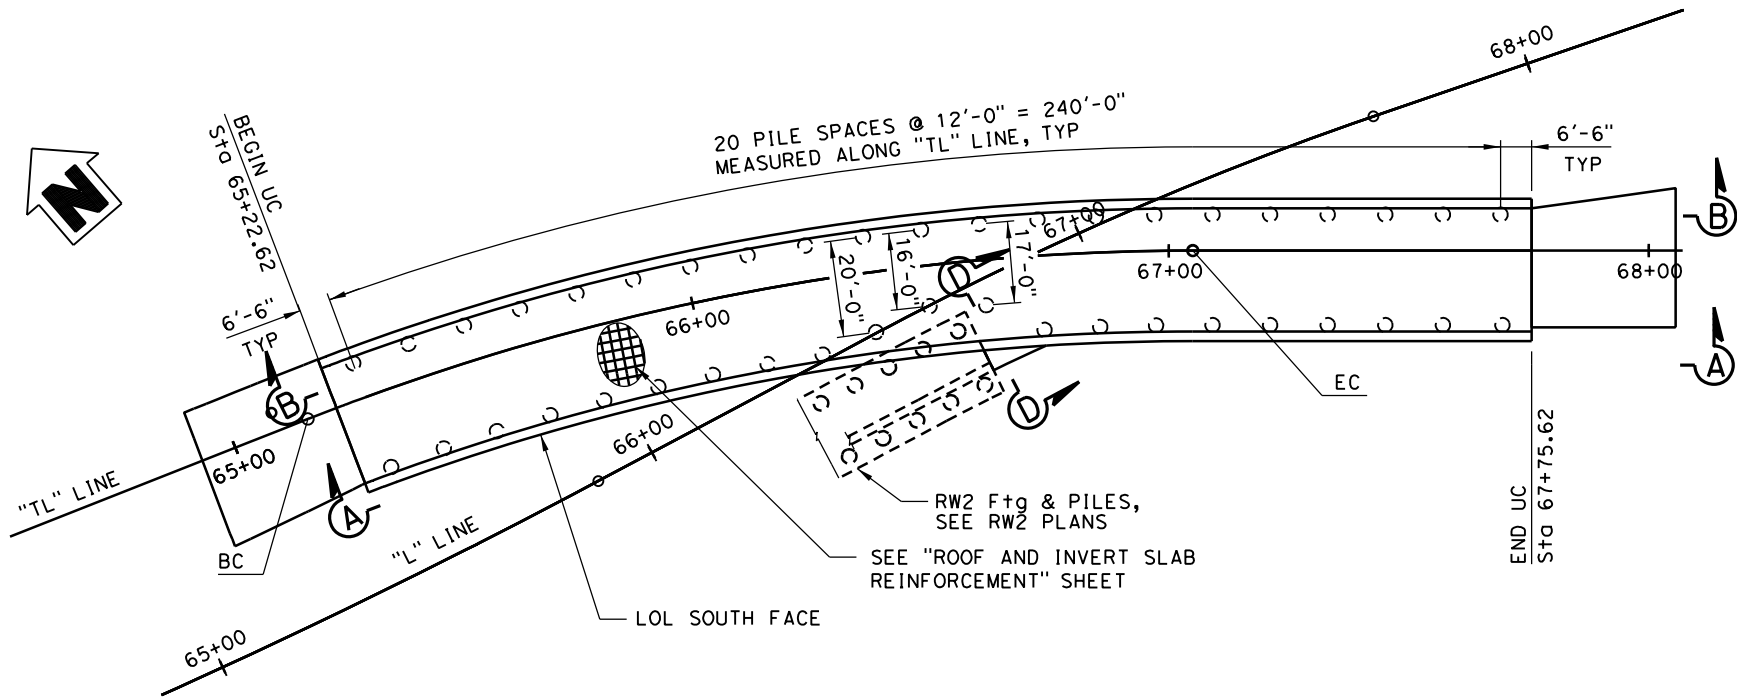 68+00
20 PILE SPACES @ 12'-0" = 240'-0"
MEASURED ALONG "TL" LINE, TYP
6'-6"
TYP
BEGIN UC
Sta 65+22.62
N
B
67+00
17'-0"
16'-0"
20'-0"
D
67+00
68+00
6'-6"
TYP
66+00
B
A
EC
D
65+00
66+00
"TL" LINE
A
RW2 Ftg & PILES,
SEE RW2 PLANS
END UC
Sta 67+75.62
"L" LINE
BC
SEE "ROOF AND INVERT SLAB
REINFORCEMENT" SHEET
LOL SOUTH FACE
65+00